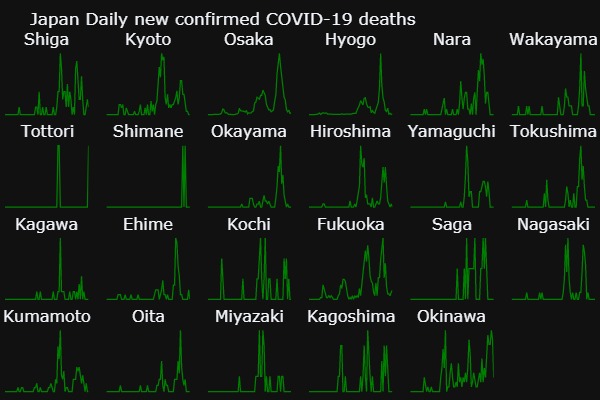 Japan Daily new confirmed COVID-19 deaths
Shiga Kyoto Osaka Hyogo Nara Wakayama
Tottori Shimane Okayama Hiroshima Yamaguchi Tokushima
Kagawa Ehime Kochi Fukuoka Saga Nagasaki
Kumamoto Oita Miyazaki Kagoshima Okinawa